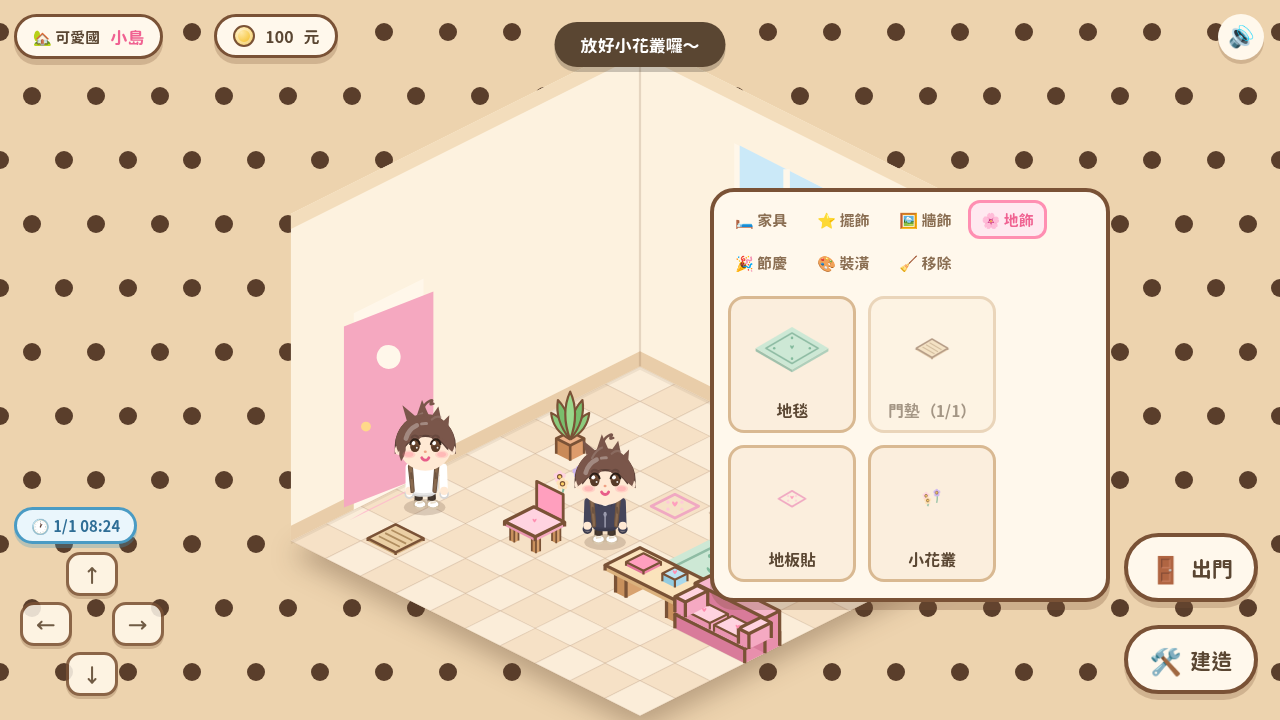 🏡 可愛國 小島
100 元
放好小花叢囉～
🔊
🛏️ 家具 ⭐ 擺飾 🖼️ 牆飾 🌸 地飾
🎉 節慶 🎨 裝潢 🧹 移除
地毯
門墊（1/1）
地板貼
小花叢
🕐 1/1 08:24
↑
← →
↓
🚪 出門
🛠️ 建造